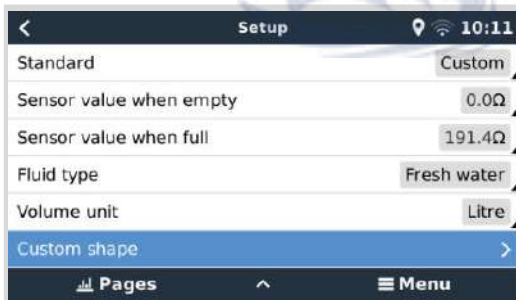 Setup 10:11
Standard Custom
Sensor value when empty 0.0Ω
Sensor value when full 191.4Ω
Fluid type Fresh water
Volume unit Litre
Custom shape
Pages Menu